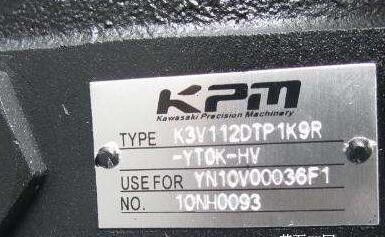 KPM
Kawasaki Precision Machinery
TYPE K3V112DTP1K9R
-YT0K-HV
USE FOR YN10V00036F1
NO. 10NH0093